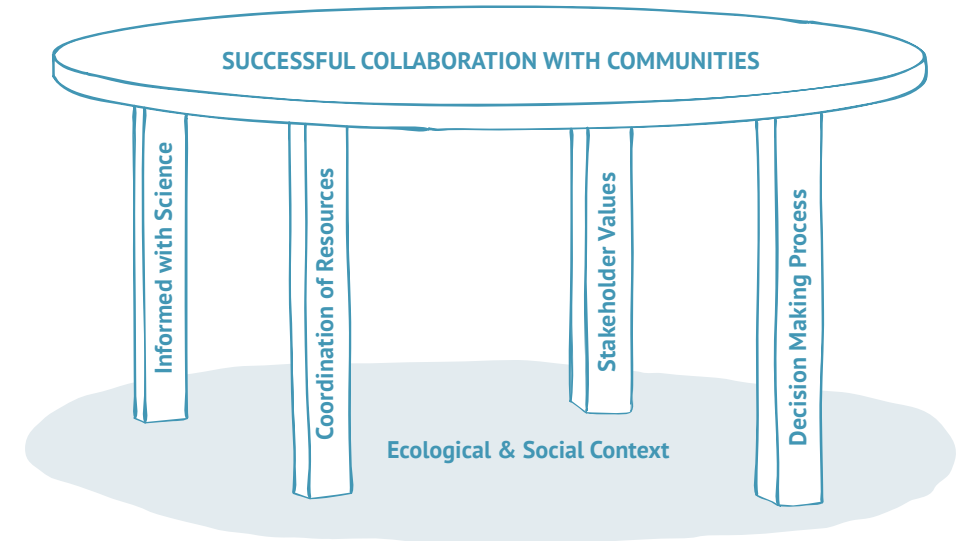 SUCCESSFUL COLLABORATION WITH COMMUNITIES
Informed with Science
Coordination of Resources
Stakeholder Values
Decision Making Process
Ecological & Social Context